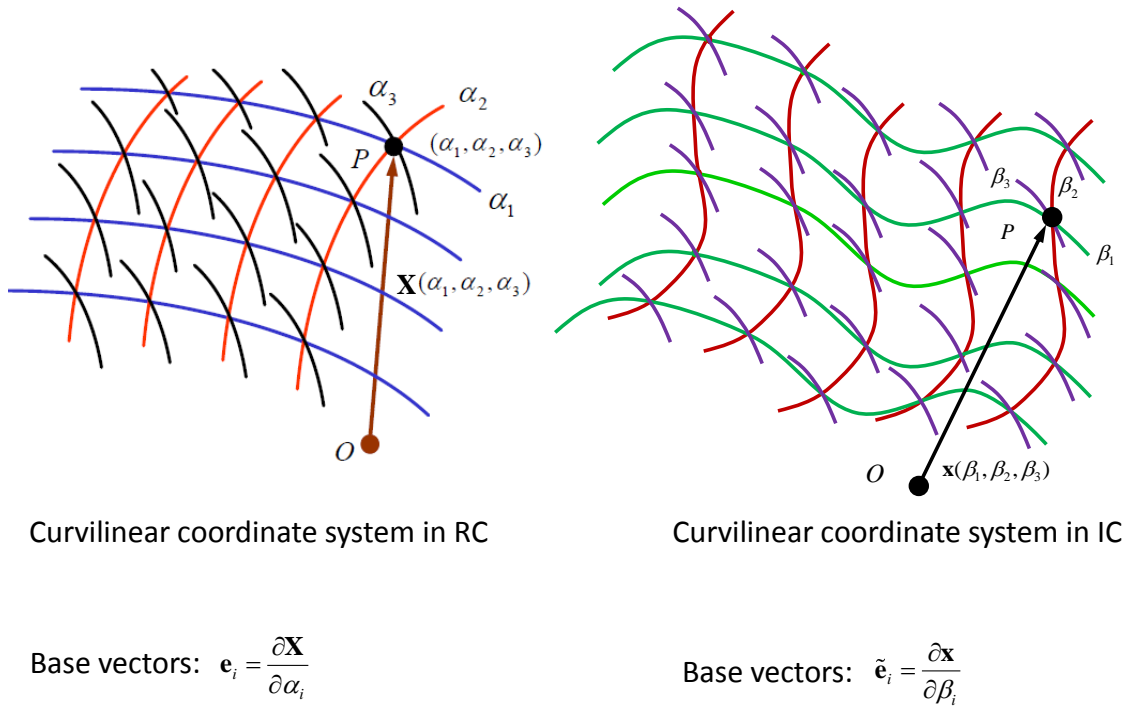 α₃ α₂
(α₁, α₂, α₃)
P
α₁
X(α₁, α₂, α₃)
O
β₃ β₂
P
β₁
O
x(β₁, β₂, β₃)
Curvilinear coordinate system in RC
Curvilinear coordinate system in IC
Base vectors: eᵢ = ∂X/∂αᵢ
Base vectors: ẽᵢ = ∂x/∂βᵢ